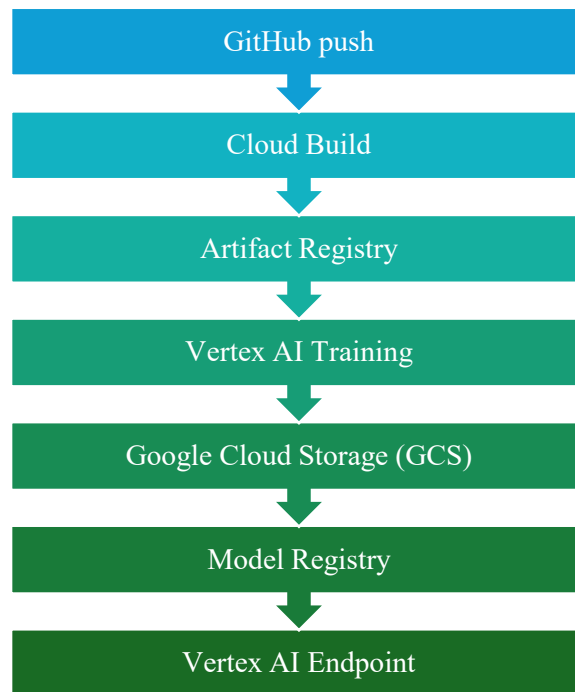 GitHub push
Cloud Build
Artifact Registry
Vertex AI Training
Google Cloud Storage (GCS)
Model Registry
Vertex AI Endpoint